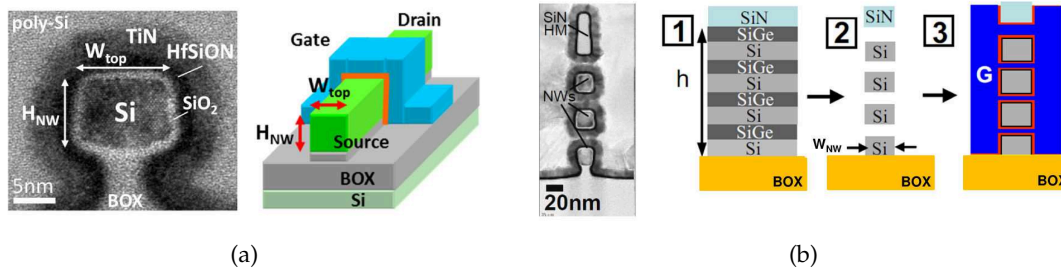 poly-Si
TiN
HfSiON
W_top
H_NW
Si
SiO₂
5nm
BOX
Drain
Gate
W_top
H_NW
Source
BOX
Si
(a)
SiN
HM
NWs
20nm
1
h
SiN
SiGe
Si
SiGe
Si
SiGe
Si
SiGe
Si
BOX
2
SiN
Si
Si
Si
W_NW
Si
BOX
3
G
BOX
(b)